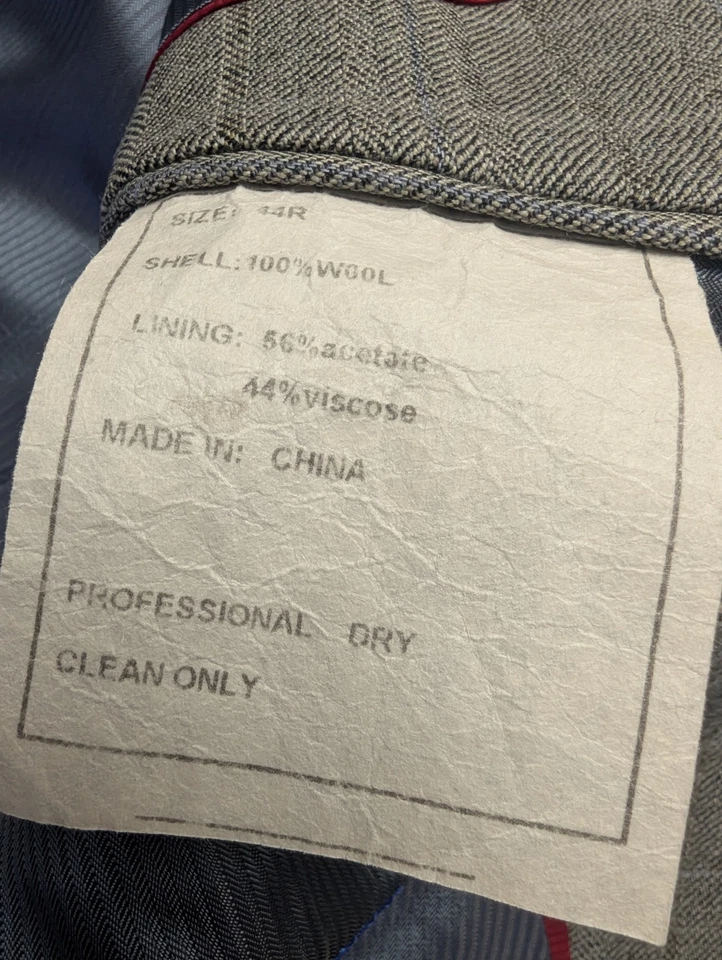 SIZE: 44R
SHELL:100%WOOL
LINING: 56%acetate
44%viscose
MADE IN: CHINA
PROFESSIONAL DRY
CLEAN ONLY